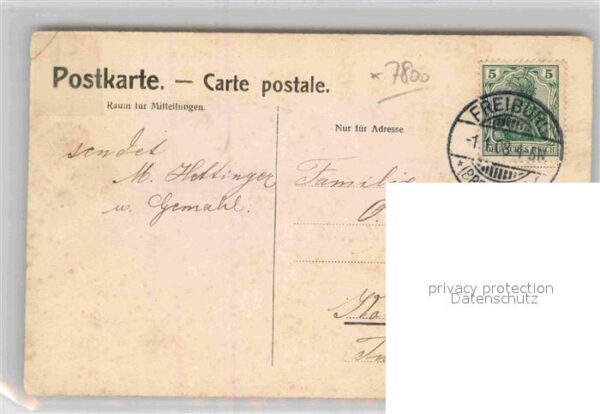 7800
Postkarte. — Carte postale.
Raum für Mitteilungen.
Nur für Adresse
5 5
FREIBURG
sendet
M. Hettinger
u. Gemahl.
Familie
O.
privacy protection
Datenschutz